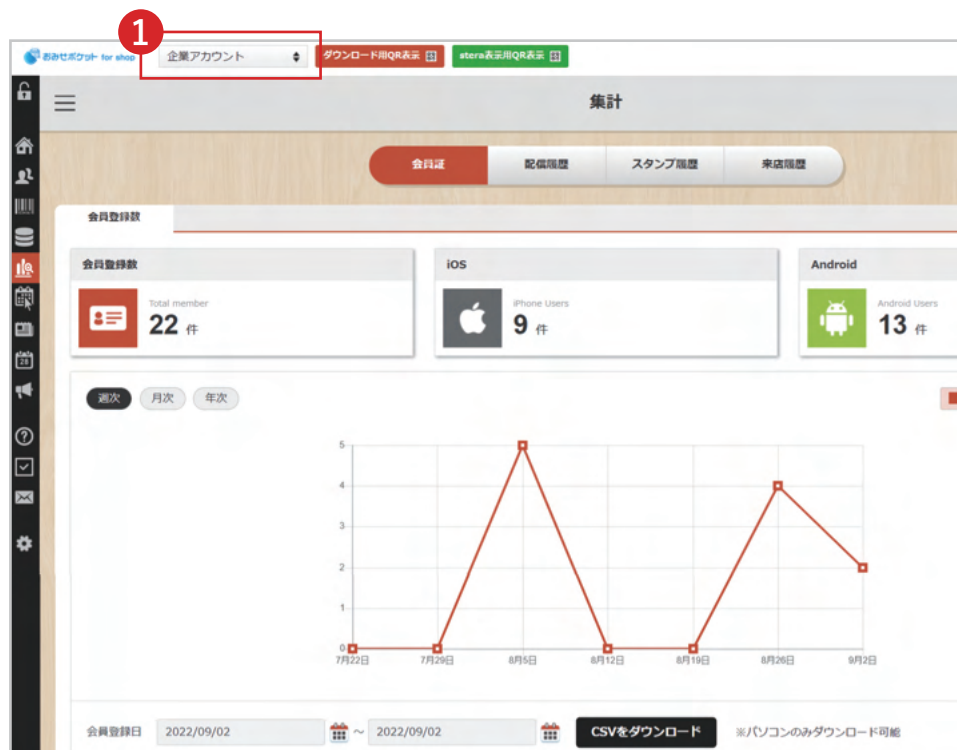 1
おみせポケット for shop 企業アカウント ダウンロード用QR表示 stera表示用QR表示
集計
会員証 配信履歴 スタンプ履歴 来店履歴
会員登録数
会員登録数 iOS Android
Total member iPhone Users Android Users
22 件 9 件 13 件
28
週次 月次 年次
5
4
3
2
1
0
7月22日 7月29日 8月5日 8月12日 8月19日 8月26日 9月2日
会員登録日 2022/09/02 ~ 2022/09/02 CSVをダウンロード ※パソコンのみダウンロード可能